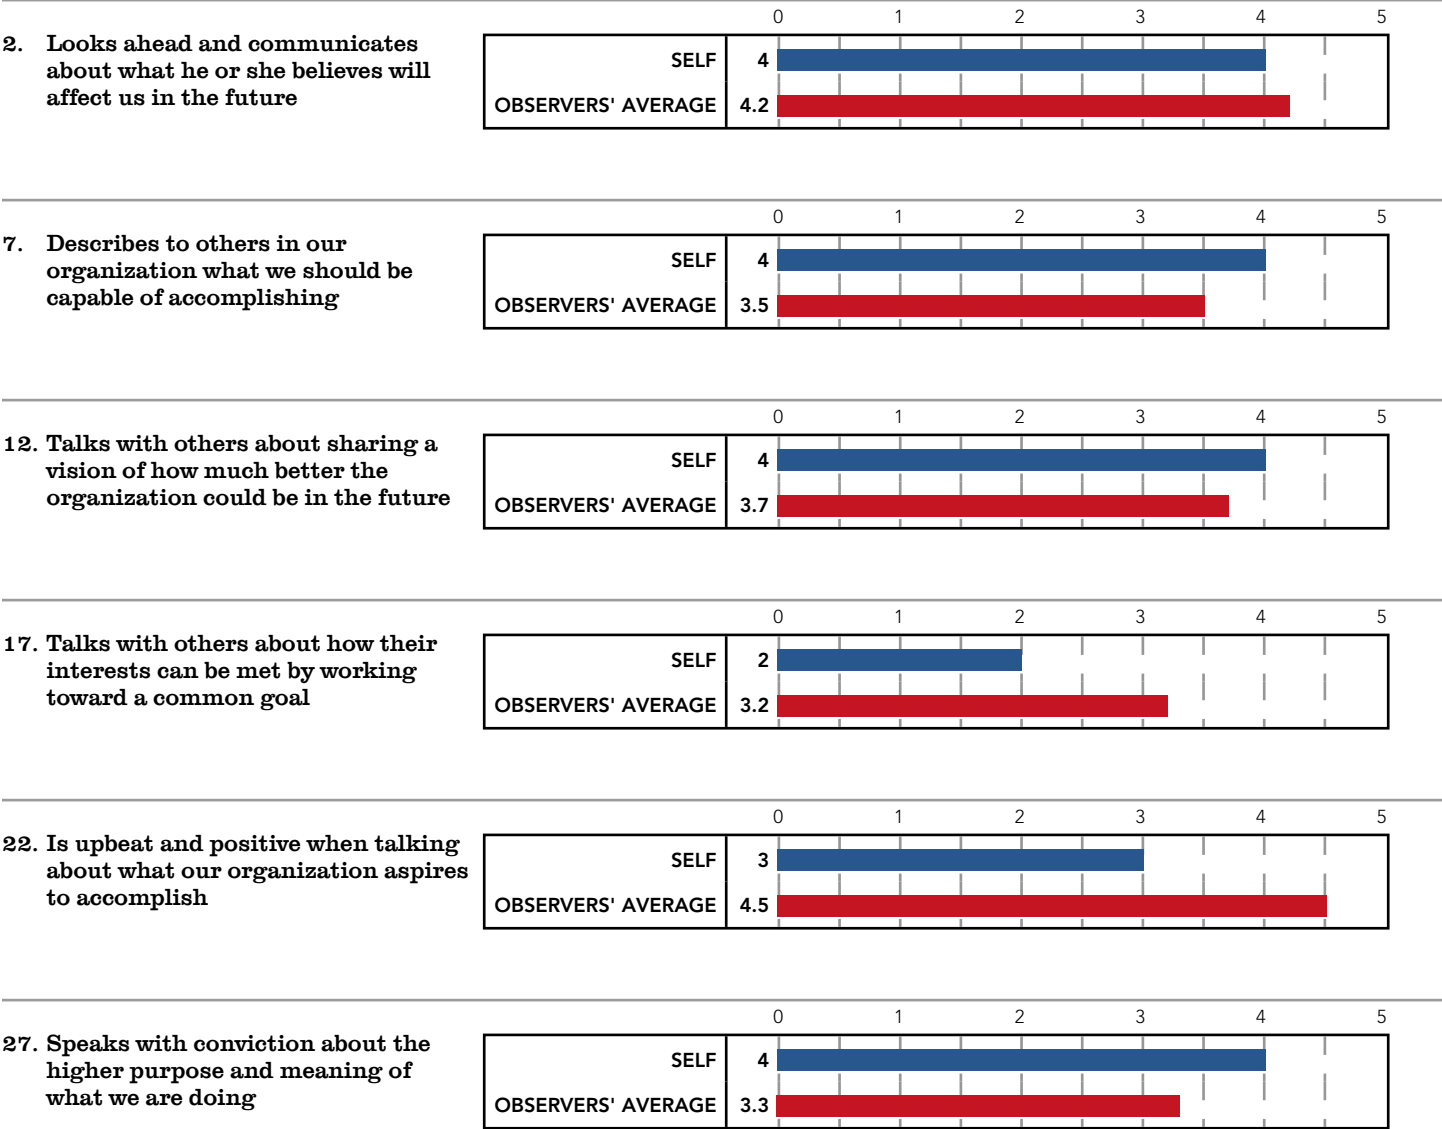 0 1 2 3 4 5
2. Looks ahead and communicates
about what he or she believes will
affect us in the future
SELF 4
OBSERVERS' AVERAGE 4.2
0 1 2 3 4 5
7. Describes to others in our
organization what we should be
capable of accomplishing
SELF 4
OBSERVERS' AVERAGE 3.5
0 1 2 3 4 5
12. Talks with others about sharing a
vision of how much better the
organization could be in the future
SELF 4
OBSERVERS' AVERAGE 3.7
0 1 2 3 4 5
17. Talks with others about how their
interests can be met by working
toward a common goal
SELF 2
OBSERVERS' AVERAGE 3.2
0 1 2 3 4 5
22. Is upbeat and positive when talking
about what our organization aspires
to accomplish
SELF 3
OBSERVERS' AVERAGE 4.5
0 1 2 3 4 5
27. Speaks with conviction about the
higher purpose and meaning of
what we are doing
SELF 4
OBSERVERS' AVERAGE 3.3